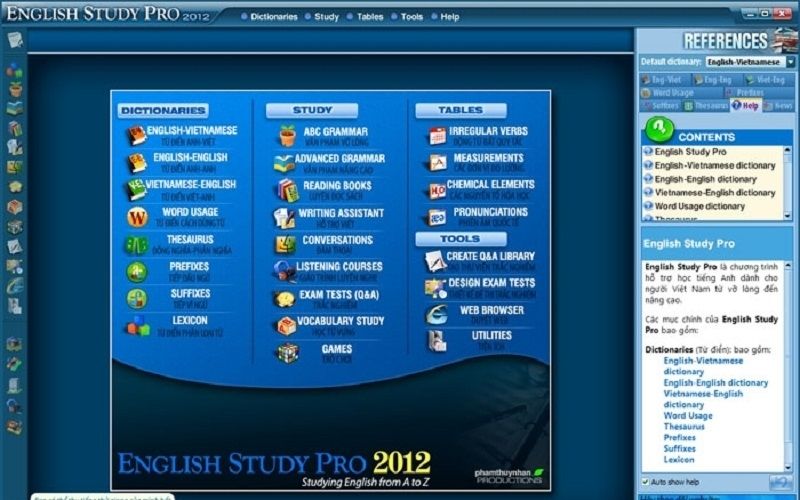 ENGLISH STUDY PRO 2012
Dictionaries Study Tables Tools Help
DICTIONARIES
ENGLISH-VIETNAMESE
TỪ ĐIỂN ANH-VIỆT
ENGLISH-ENGLISH
TỪ ĐIỂN ANH-ANH
VIETNAMESE-ENGLISH
TỪ ĐIỂN VIỆT-ANH
WORD USAGE
TỪ ĐIỂN CÁCH DÙNG TỪ
THESAURUS
ĐỒNG NGHĨA-PHẢN NGHĨA
PREFIXES
TIẾP ĐẦU NGỮ
SUFFIXES
TIẾP VĨ NGỮ
LEXICON
TỪ ĐIỂN PHÂN LOẠI TỪ
STUDY
ABC GRAMMAR
VĂN PHẠM VỠ LÒNG
ADVANCED GRAMMAR
VĂN PHẠM NÂNG CAO
READING BOOKS
LUYỆN ĐỌC SÁCH
WRITING ASSISTANT
HỖ TRỢ VIẾT
CONVERSATIONS
ĐÀM THOẠI
LISTENING COURSES
GIÁO TRÌNH LUYỆN NGHE
EXAM TESTS (Q&A)
TRẮC NGHIỆM
VOCABULARY STUDY
HỌC TỪ VỰNG
GAMES
TRÒ CHƠI
TABLES
IRREGULAR VERBS
ĐỘNG TỪ BẤT QUY TẮC
MEASUREMENTS
CÁC ĐƠN VỊ ĐO LƯỜNG
CHEMICAL ELEMENTS
CÁC NGUYÊN TỐ HÓA HỌC
PRONUNCIATIONS
PHIÊN ÂM QUỐC TẾ
TOOLS
CREATE Q&A LIBRARY
TẠO THƯ VIỆN TRẮC NGHIỆM
DESIGN EXAM TESTS
THIẾT KẾ ĐỀ THI TRẮC NGHIỆM
WEB BROWSER
DUYỆT WEB
UTILITIES
TIỆN ÍCH
ENGLISH STUDY PRO 2012
Studying English from A to Z
phamthuynhan
PRODUCTIONS
REFERENCES
Default dictionary: English-Vietnamese
Eng-Viet Eng-Eng Viet-Eng
Word Usage Prefixes
Suffixes Thesaurus Help News
CONTENTS
English Study Pro
English-Vietnamese dictionary
English-English dictionary
Vietnamese-English dictionary
Word Usage dictionary
Thesaurus
English Study Pro
English Study Pro là chương trình
hỗ trợ học tiếng Anh dành cho
người Việt Nam từ vỡ lòng đến
nâng cao.
Các mục chính của English Study
Pro bao gồm:
Dictionaries (Từ điển): bao gồm:
English-Vietnamese
dictionary
English-English dictionary
Vietnamese-English
dictionary
Word Usage
Thesaurus
Prefixes
Suffixes
Lexicon
Auto show help